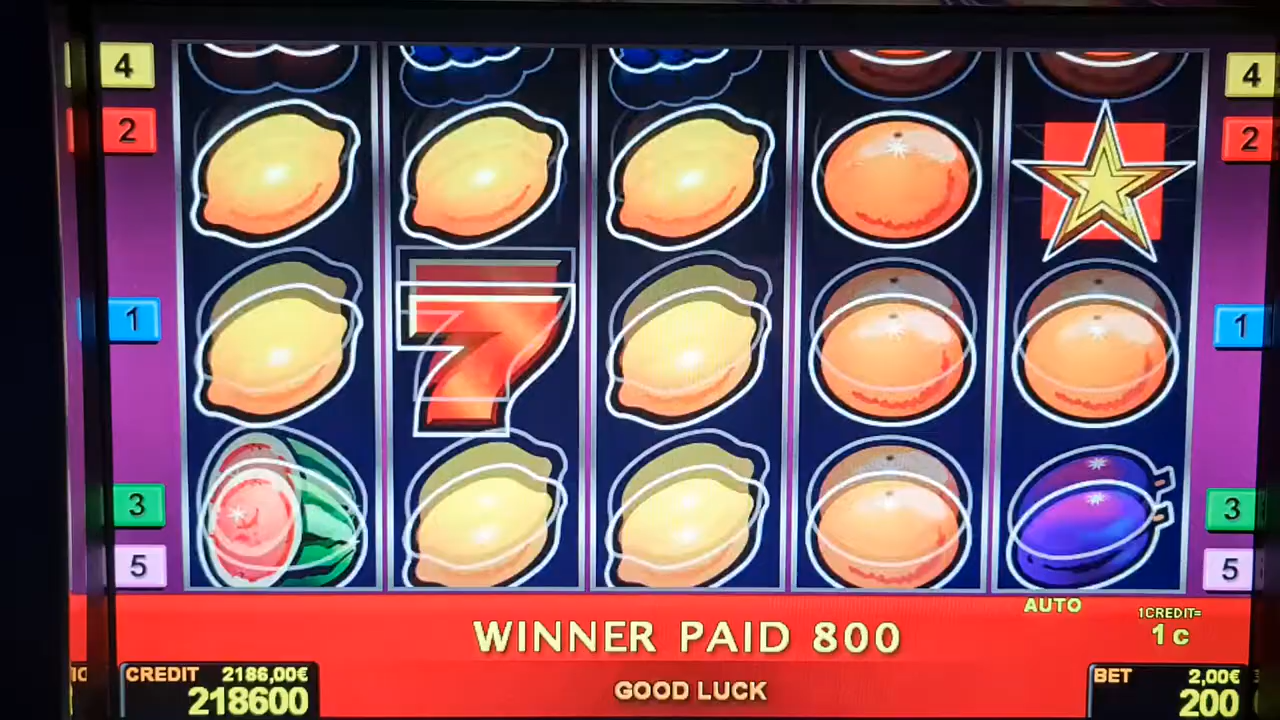 4
4
2
2
1
1
3
3
5
5
AUTO
1CREDIT=
1 c
WINNER PAID 800
CREDIT 2186,00€
218600
GOOD LUCK
BET 2,00€
200